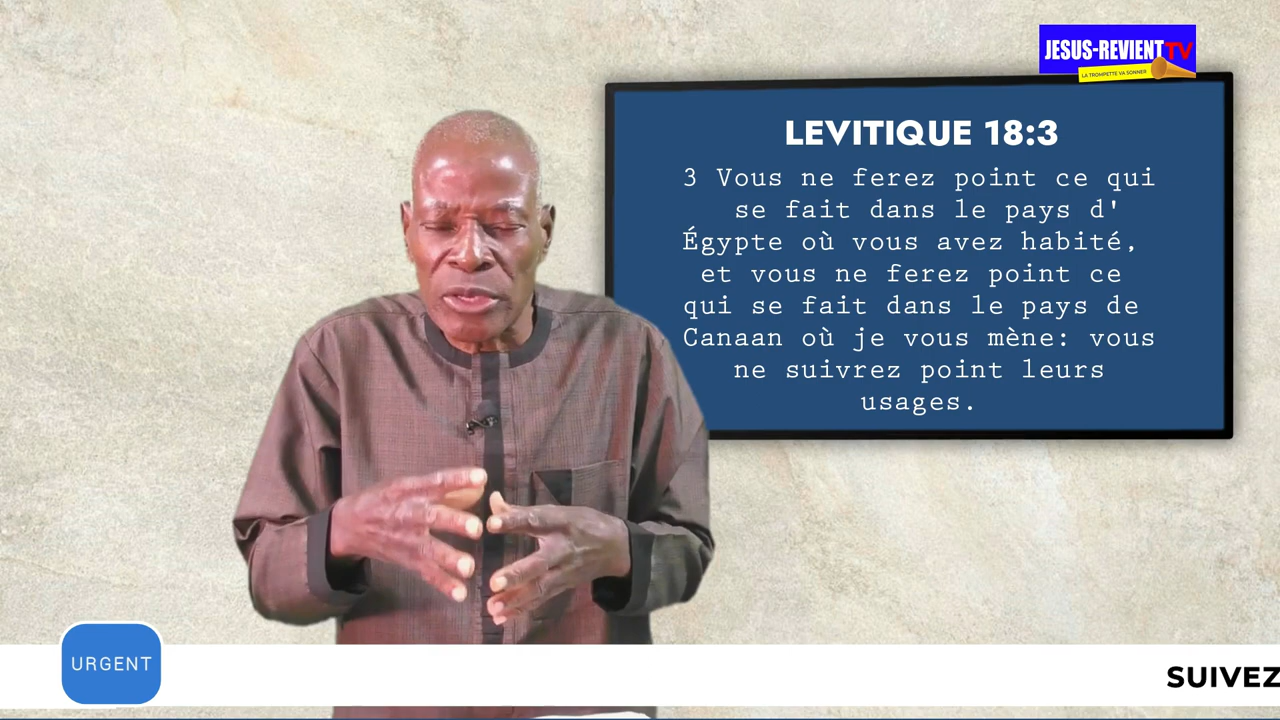 JESUS-REVIENT TV
LA TROMPETTE VA SONNER
LEVITIQUE 18:3
3 Vous ne ferez point ce qui
se fait dans le pays d'
Égypte où vous avez habité,
et vous ne ferez point ce
qui se fait dans le pays de
Canaan où je vous mène: vous
ne suivrez point leurs
usages.
URGENT
SUIVEZ